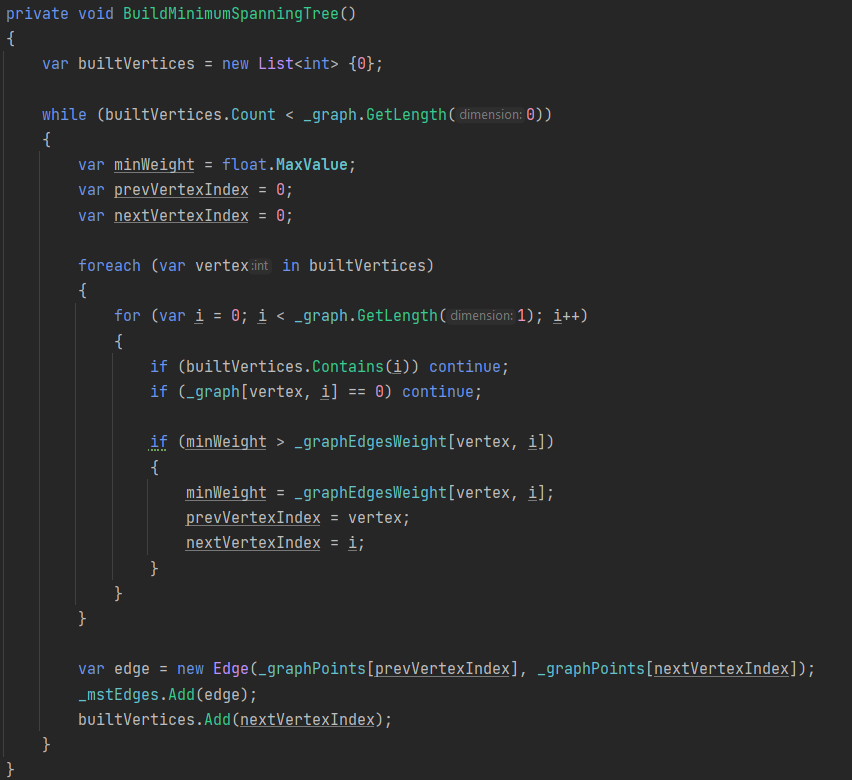 private void BuildMinimumSpanningTree()
{
    var builtVertices = new List<int> {0};

    while (builtVertices.Count < _graph.GetLength(dimension:0))
    {
        var minWeight = float.MaxValue;
        var prevVertexIndex = 0;
        var nextVertexIndex = 0;

        foreach (var vertex:int in builtVertices)
        {
            for (var i = 0; i < _graph.GetLength(dimension:1); i++)
            {
                if (builtVertices.Contains(i)) continue;
                if (_graph[vertex, i] == 0) continue;

                if (minWeight > _graphEdgesWeight[vertex, i])
                {
                    minWeight = _graphEdgesWeight[vertex, i];
                    prevVertexIndex = vertex;
                    nextVertexIndex = i;
                }
            }
        }

        var edge = new Edge(_graphPoints[prevVertexIndex], _graphPoints[nextVertexIndex]);
        _mstEdges.Add(edge);
        builtVertices.Add(nextVertexIndex);
    }
}